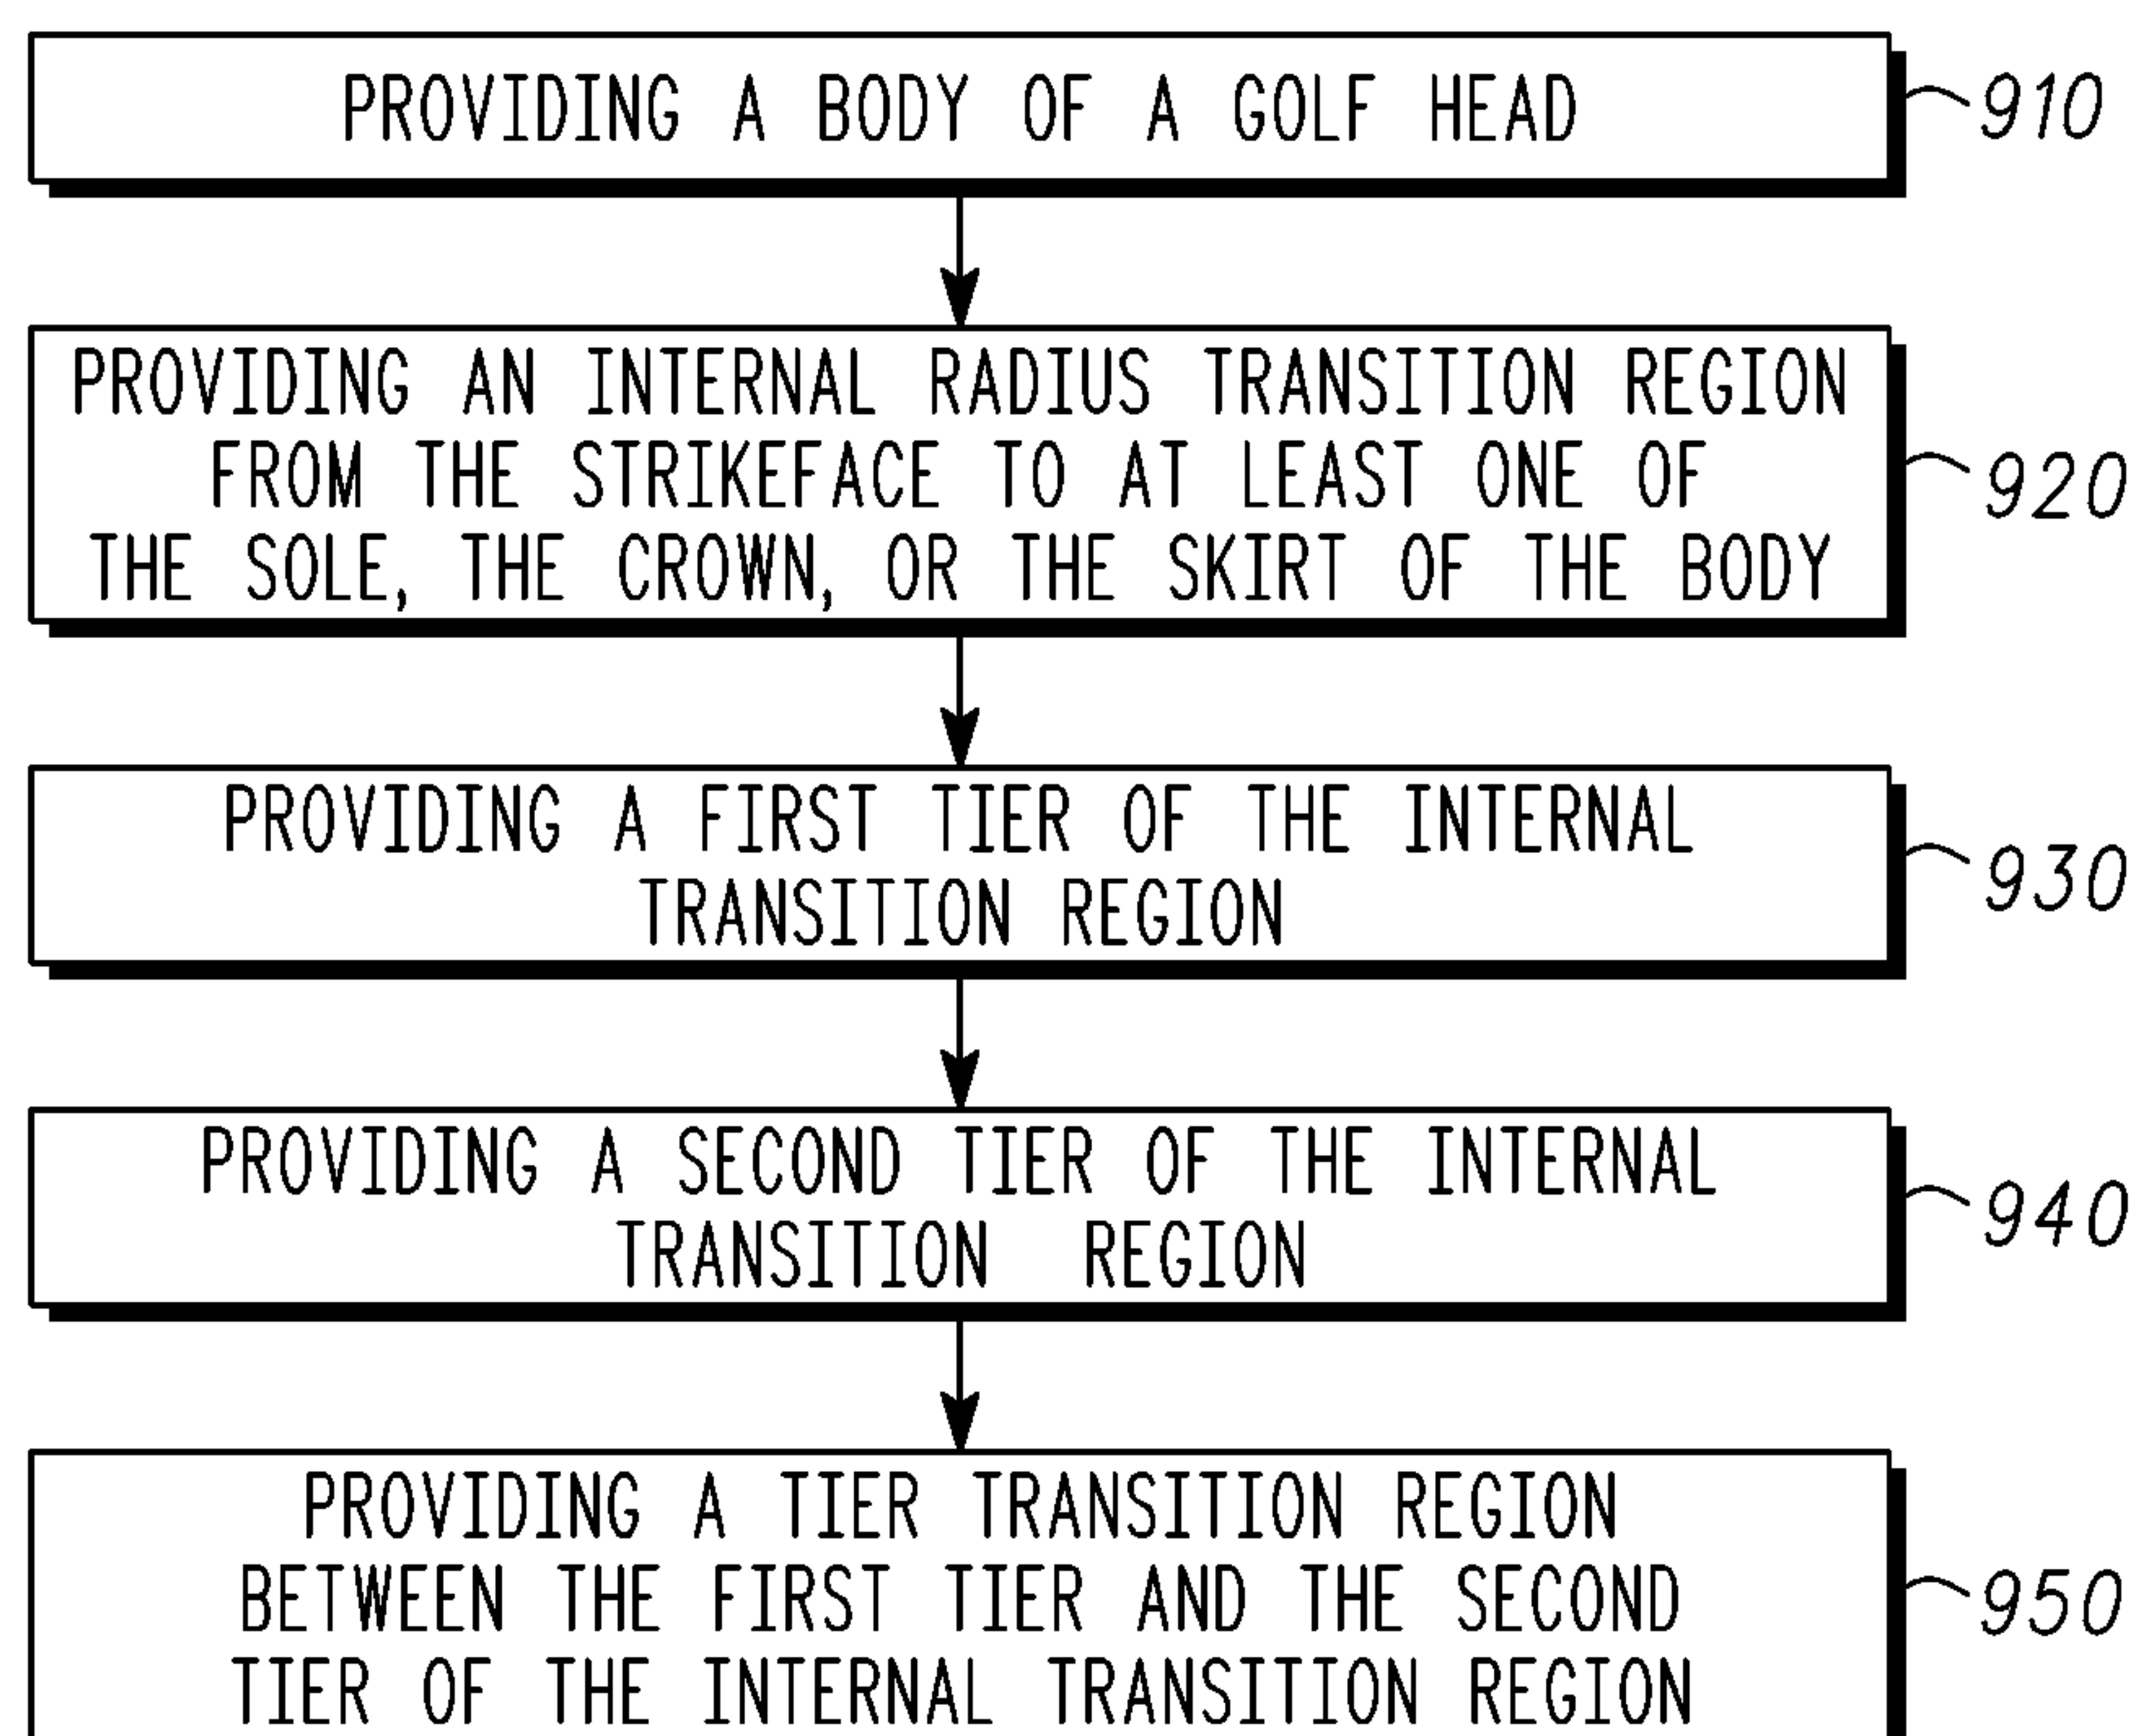 PROVIDING A BODY OF A GOLF HEAD
910
PROVIDING AN INTERNAL RADIUS TRANSITION REGION
FROM THE STRIKEFACE TO AT LEAST ONE OF
THE SOLE, THE CROWN, OR THE SKIRT OF THE BODY
920
PROVIDING A FIRST TIER OF THE INTERNAL
TRANSITION REGION
930
PROVIDING A SECOND TIER OF THE INTERNAL
TRANSITION REGION
940
PROVIDING A TIER TRANSITION REGION
BETWEEN THE FIRST TIER AND THE SECOND
TIER OF THE INTERNAL TRANSITION REGION
950